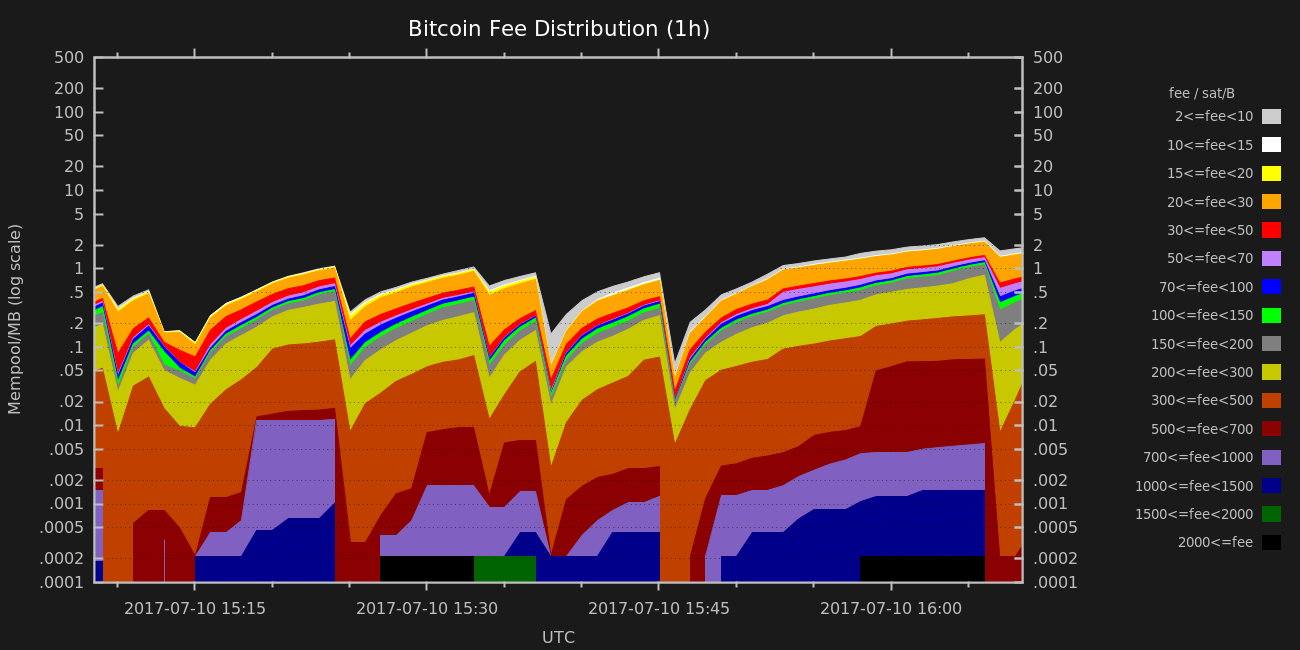 Bitcoin Fee Distribution (1h)
500
200
100
50
20
10
5
2
1
.5
.2
.1
.05
.02
.01
.005
.002
.001
.0005
.0002
.0001
Mempool/MB (log scale)
500
200
100
50
20
10
5
2
1
.5
.2
.1
.05
.02
.01
.005
.002
.001
.0005
.0002
.0001
2017-07-10 15:15 2017-07-10 15:30 2017-07-10 15:45 2017-07-10 16:00
UTC
fee / sat/B
2<=fee<10
10<=fee<15
15<=fee<20
20<=fee<30
30<=fee<50
50<=fee<70
70<=fee<100
100<=fee<150
150<=fee<200
200<=fee<300
300<=fee<500
500<=fee<700
700<=fee<1000
1000<=fee<1500
1500<=fee<2000
2000<=fee